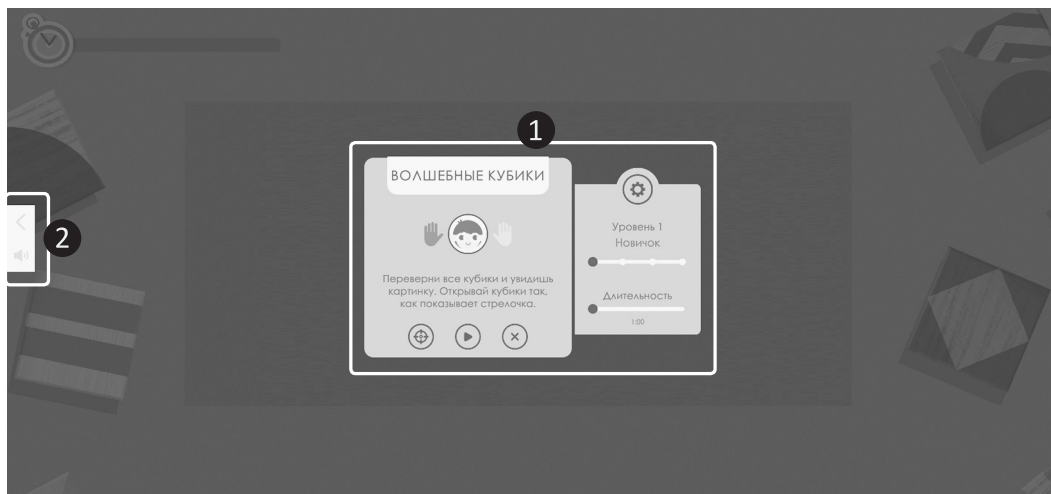 1
ВОЛШЕБНЫЕ КУБИКИ
Переверни все кубики и увидишь
картинку. Открывай кубики так,
как показывает стрелочка.
Уровень 1
Новичок
Длительность
1:00
2